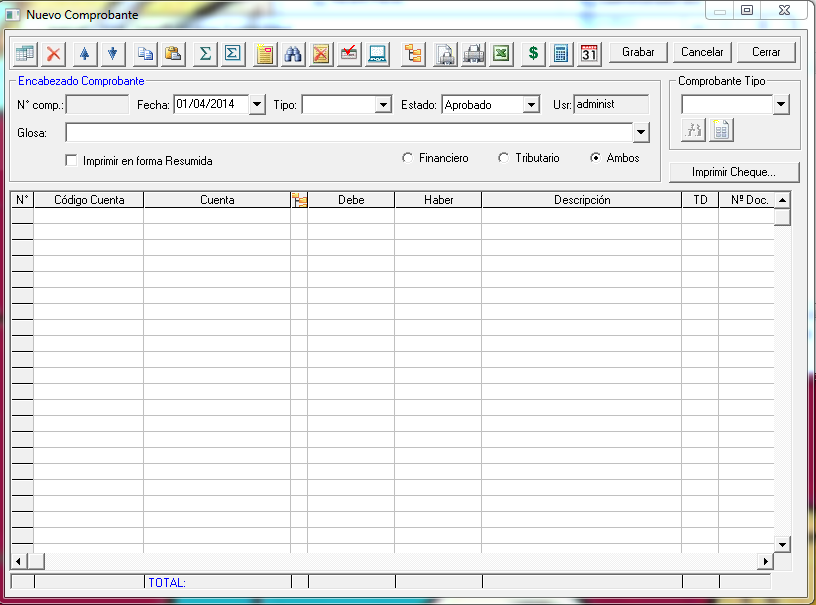 Nuevo Comprobante
Σ Σ $ 31 Grabar Cancelar Cerrar
Encabezado Comprobante Comprobante Tipo
N° comp.: Fecha: 01/04/2014 Tipo: Estado: Aprobado Usr: administ
Glosa:
Imprimir en forma Resumida Financiero Tributario Ambos
Imprimir Cheque...
N° Código Cuenta Cuenta Debe Haber Descripción TD Nº Doc.
TOTAL: